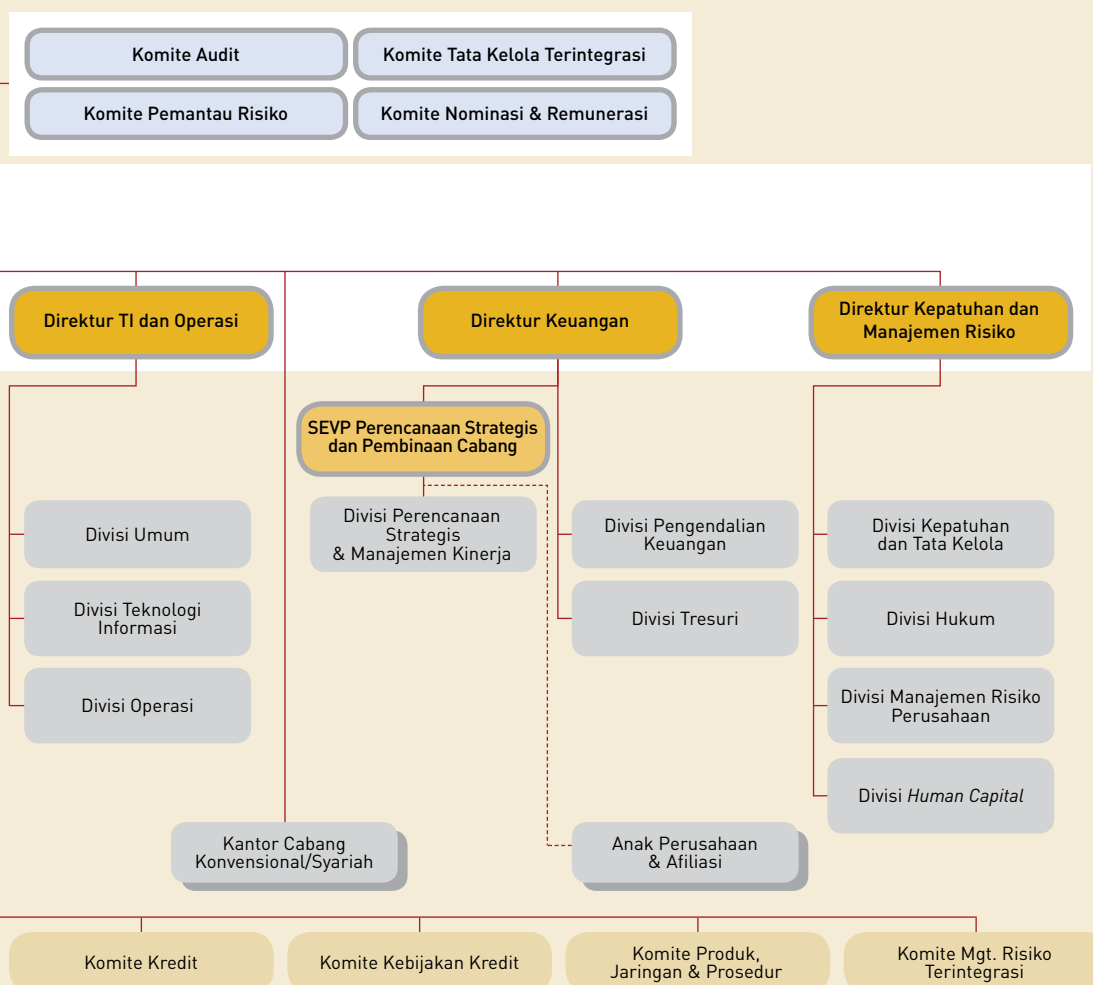 Komite Audit
Komite Tata Kelola Terintegrasi
Komite Pemantau Risiko
Komite Nominasi & Remunerasi
Direktur TI dan Operasi
Direktur Keuangan
Direktur Kepatuhan dan
Manajemen Risiko
SEVP Perencanaan Strategis
dan Pembinaan Cabang
Divisi Umum
Divisi Perencanaan
Strategis
& Manajemen Kinerja
Divisi Pengendalian
Keuangan
Divisi Kepatuhan
dan Tata Kelola
Divisi Teknologi
Informasi
Divisi Tresuri
Divisi Hukum
Divisi Operasi
Divisi Manajemen Risiko
Perusahaan
Divisi Human Capital
Kantor Cabang
Konvensional/Syariah
Anak Perusahaan
& Afiliasi
Komite Kredit
Komite Kebijakan Kredit
Komite Produk,
Jaringan & Prosedur
Komite Mgt. Risiko
Terintegrasi